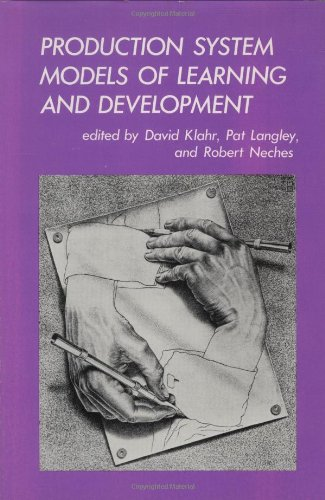 PRODUCTION SYSTEM
MODELS OF LEARNING
AND DEVELOPMENT
edited by David Klahr, Pat Langley,
and Robert Neches